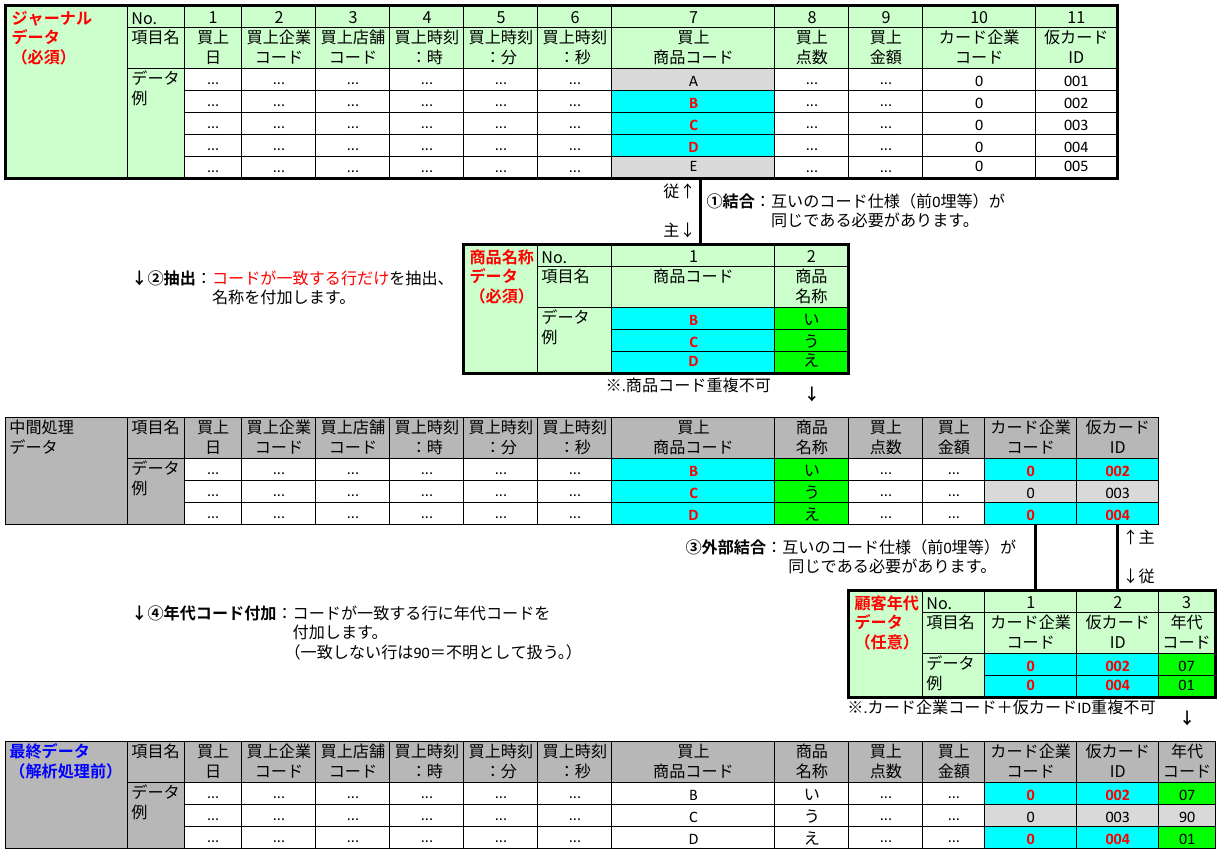 ジャーナル No. 1 2 3 4 5 6 7 8 9 10 11
データ 項目名 買上 買上企業 買上店舗 買上時刻 買上時刻 買上時刻 買上 買上 買上 カード企業 仮カード
（必須） 日 コード コード ：時 ：分 ：秒 商品コード 点数 金額 コード ID
データ ... ... ... ... ... ... A ... ... 0 001
例 ... ... ... ... ... ... B ... ... 0 002
... ... ... ... ... ... C ... ... 0 003
... ... ... ... ... ... D ... ... 0 004
... ... ... ... ... ... E ... ... 0 005
従↑
①結合：互いのコード仕様（前0埋等）が
同じである必要があります。
主↓
商品名称 No. 1 2
データ 項目名 商品コード 商品
（必須） 名称
データ B い
例 C う
D え
↓②抽出：コードが一致する行だけを抽出、
名称を付加します。
※.商品コード重複不可
↓
中間処理 項目名 買上 買上企業 買上店舗 買上時刻 買上時刻 買上時刻 買上 商品 買上 買上 カード企業 仮カード
データ 日 コード コード ：時 ：分 ：秒 商品コード 名称 点数 金額 コード ID
データ ... ... ... ... ... ... B い ... ... 0 002
例 ... ... ... ... ... ... C う ... ... 0 003
... ... ... ... ... ... D え ... ... 0 004
↑主
③外部結合：互いのコード仕様（前0埋等）が
同じである必要があります。
↓従
顧客年代 No. 1 2 3
データ 項目名 カード企業 仮カード 年代
（任意） コード ID コード
データ 0 002 07
例 0 004 01
↓④年代コード付加：コードが一致する行に年代コードを
付加します。
（一致しない行は90＝不明として扱う。）
※.カード企業コード＋仮カードID重複不可
↓
最終データ 項目名 買上 買上企業 買上店舗 買上時刻 買上時刻 買上時刻 買上 商品 買上 買上 カード企業 仮カード 年代
（解析処理前） 日 コード コード ：時 ：分 ：秒 商品コード 名称 点数 金額 コード ID コード
データ ... ... ... ... ... ... B い ... ... 0 002 07
例 ... ... ... ... ... ... C う ... ... 0 003 90
... ... ... ... ... ... D え ... ... 0 004 01